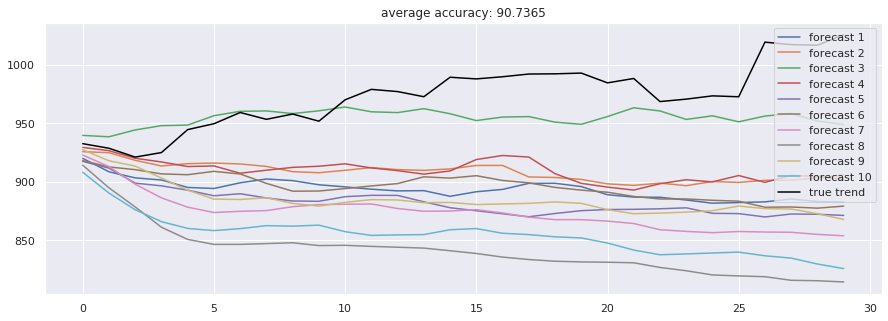 average accuracy: 90.7365
1000
950
900
850
0
5
10
15
20
25
30
forecast 1
forecast 2
forecast 3
forecast 4
forecast 5
forecast 6
forecast 7
forecast 8
forecast 9
forecast 10
true trend